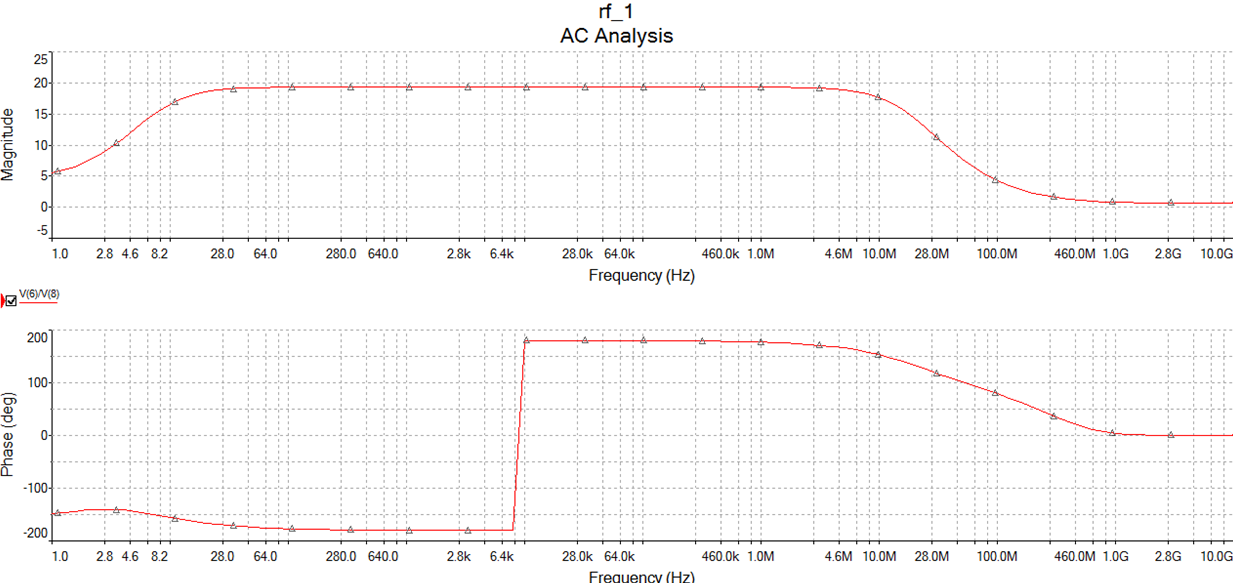 rf_1
AC Analysis
25
20
15
10
5
0
-5
Magnitude
1.0 2.8 4.6 8.2 28.0 64.0 280.0 640.0 2.8k 6.4k 28.0k 64.0k 460.0k 1.0M 4.6M 10.0M 28.0M 100.0M 460.0M 1.0G 2.8G 10.0G
Frequency (Hz)
V(6)/V(8)
200
100
0
-100
-200
Phase (deg)
1.0 2.8 4.6 8.2 28.0 64.0 280.0 640.0 2.8k 6.4k 28.0k 64.0k 460.0k 1.0M 4.6M 10.0M 28.0M 100.0M 460.0M 1.0G 2.8G 10.0G
Frequency (Hz)